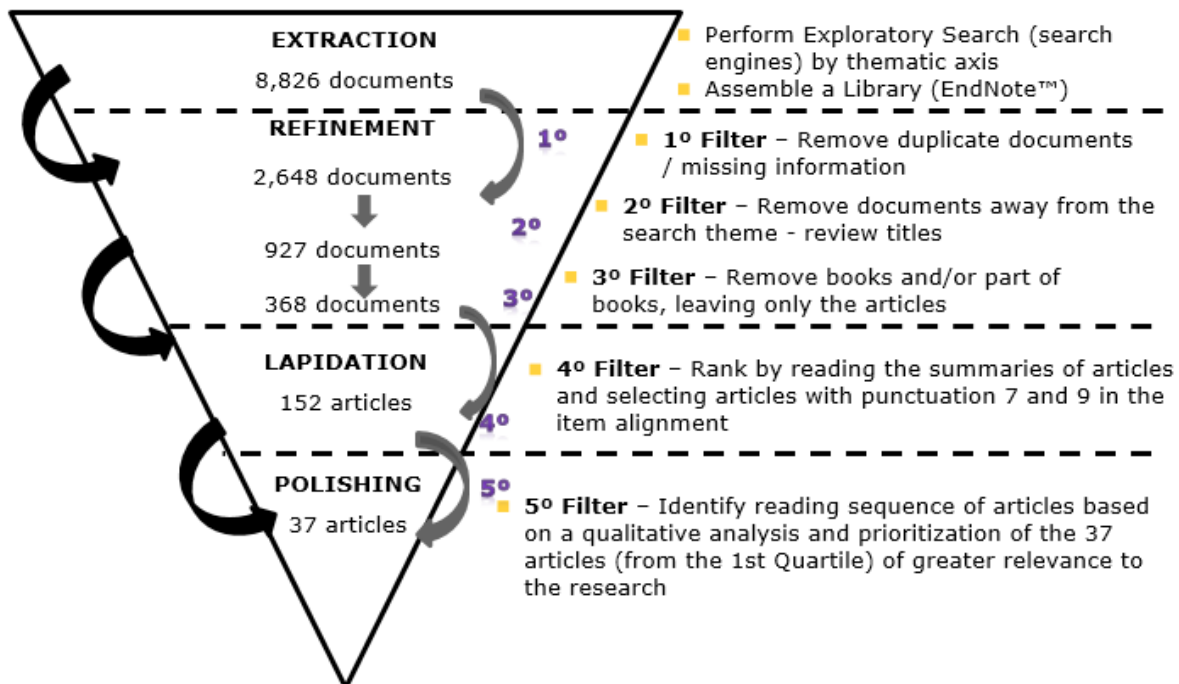 EXTRACTION
8,826 documents
Perform Exploratory Search (search
engines) by thematic axis
Assemble a Library (EndNote™)
REFINEMENT
2,648 documents
927 documents
368 documents
1º
2º
3º
1º Filter – Remove duplicate documents
/ missing information
2º Filter – Remove documents away from the
search theme - review titles
3º Filter – Remove books and/or part of
books, leaving only the articles
LAPIDATION
152 articles
4º
4º Filter – Rank by reading the summaries of articles
and selecting articles with punctuation 7 and 9 in the
item alignment
POLISHING
37 articles
5º
5º Filter – Identify reading sequence of articles based
on a qualitative analysis and prioritization of the 37
articles (from the 1st Quartile) of greater relevance to
the research